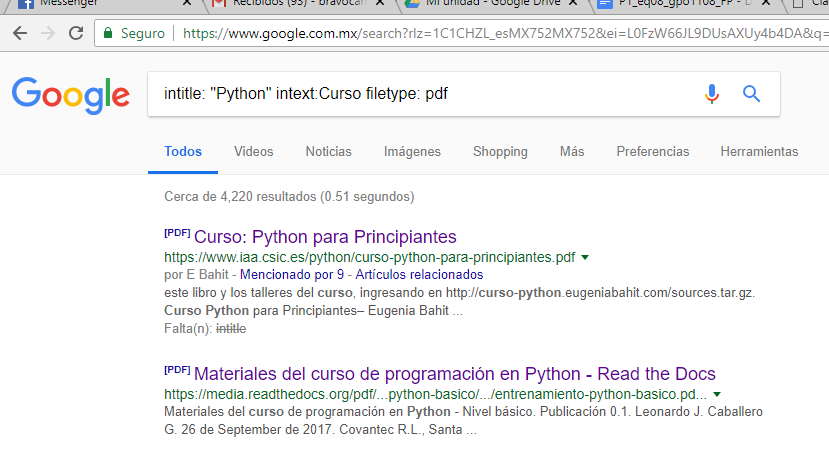 Messenger
Recibidos (93) - bravocar
Mi unidad - Google Drive
P1_eq08_gpo1108_FP - D
Cla
Seguro
https://www.google.com.mx/search?rlz=1C1CHZL_esMX752MX752&ei=L0FzW66JL9DUsAXUy4b4DA&q=
Google
intitle: "Python" intext:Curso filetype: pdf
Todos Videos Noticias Imágenes Shopping Más Preferencias Herramientas
Cerca de 4,220 resultados (0.51 segundos)
[PDF] Curso: Python para Principiantes
https://www.iaa.csic.es/python/curso-python-para-principiantes.pdf
por E Bahit - Mencionado por 9 - Artículos relacionados
este libro y los talleres del curso, ingresando en http://curso-python.eugeniabahit.com/sources.tar.gz.
Curso Python para Principiantes– Eugenia Bahit ...
Falta(n): intitle
[PDF] Materiales del curso de programación en Python - Read the Docs
https://media.readthedocs.org/pdf/...python-basico/.../entrenamiento-python-basico.pd...
Materiales del curso de programación en Python - Nivel básico. Publicación 0.1. Leonardo J. Caballero
G. 26 de September de 2017. Covantec R.L., Santa ...